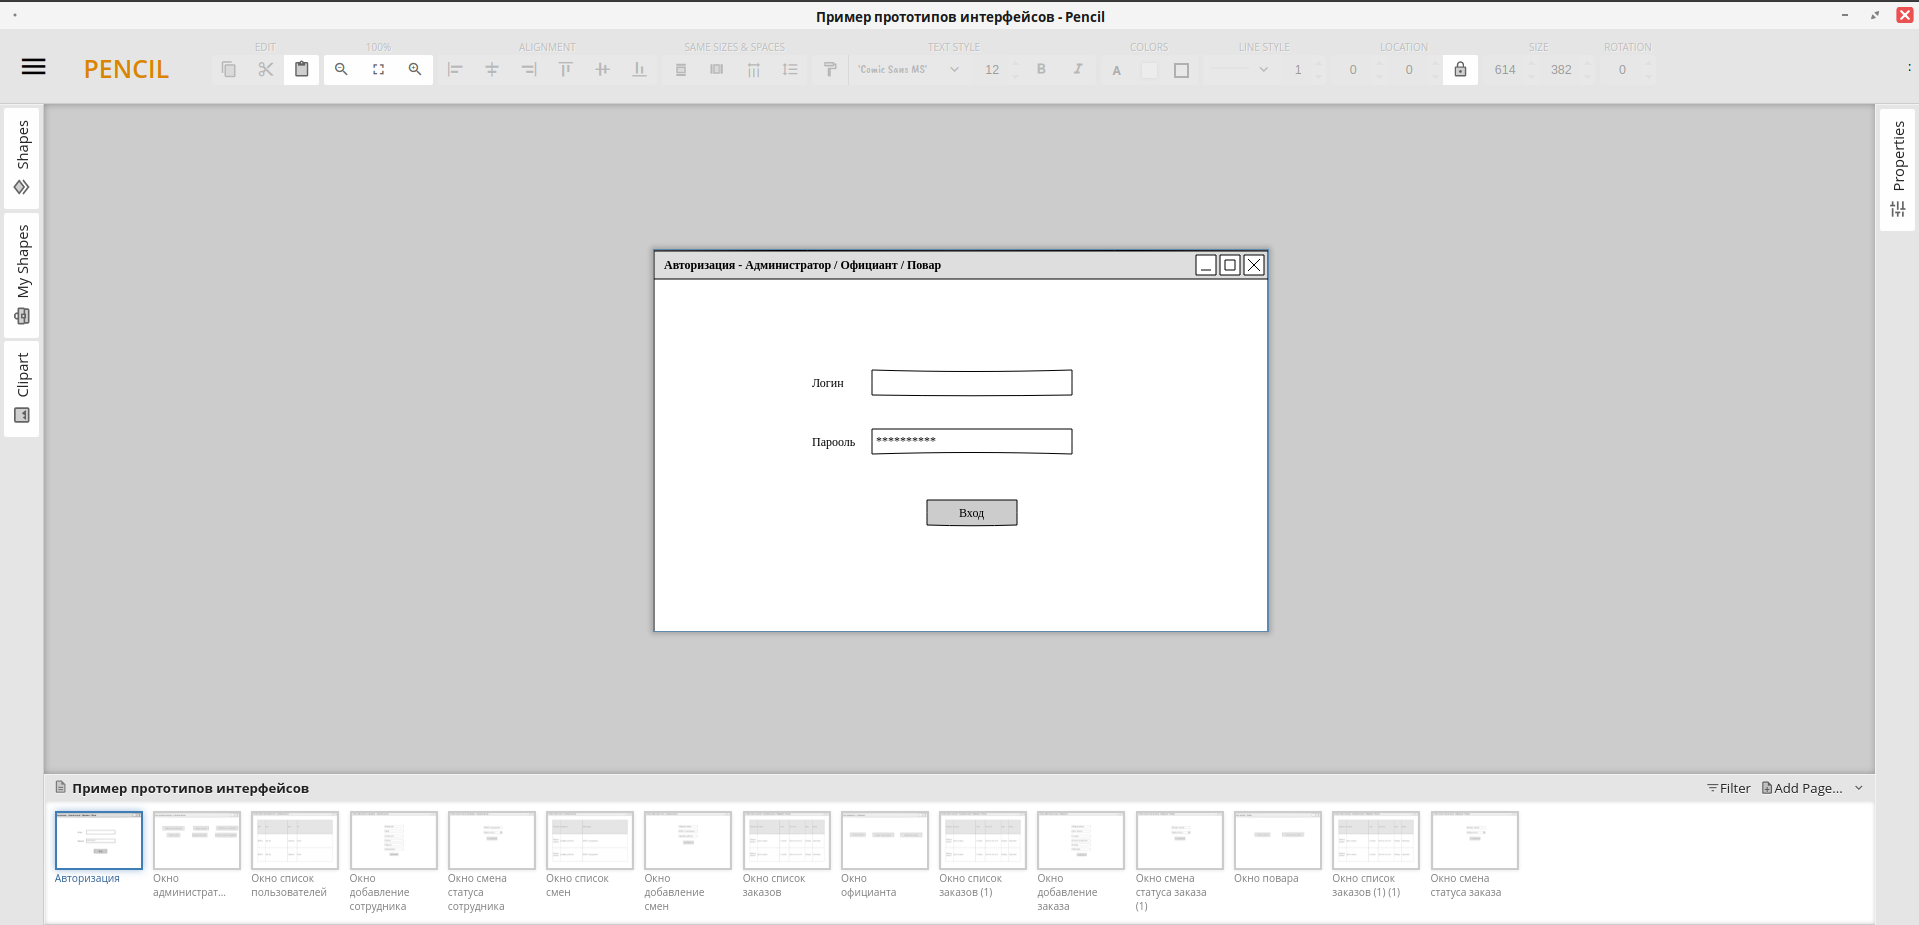 Пример прототипов интерфейсов - Pencil
EDIT 100% ALIGNMENT SAME SIZES & SPACES TEXT STYLE COLORS LINE STYLE LOCATION SIZE ROTATION
PENCIL 'Comic Sans MS' 12 B I A 1 0 0 614 382 0
Shapes
My Shapes
Clipart
Properties
Авторизация - Администратор / Официант / Повар
Логин
Парооль **********
Вход
Пример прототипов интерфейсов Filter Add Page...
Авторизация
Окно
администрат...
Окно список
пользователей
Окно
добавление
сотрудника
Окно смена
статуса
сотрудника
Окно список
смен
Окно
добавление
смен
Окно список
заказов
Окно
официанта
Окно список
заказов (1)
Окно
добавление
заказа
Окно смена
статуса заказа
(1)
Окно повара
Окно список
заказов (1) (1)
Окно смена
статуса заказа